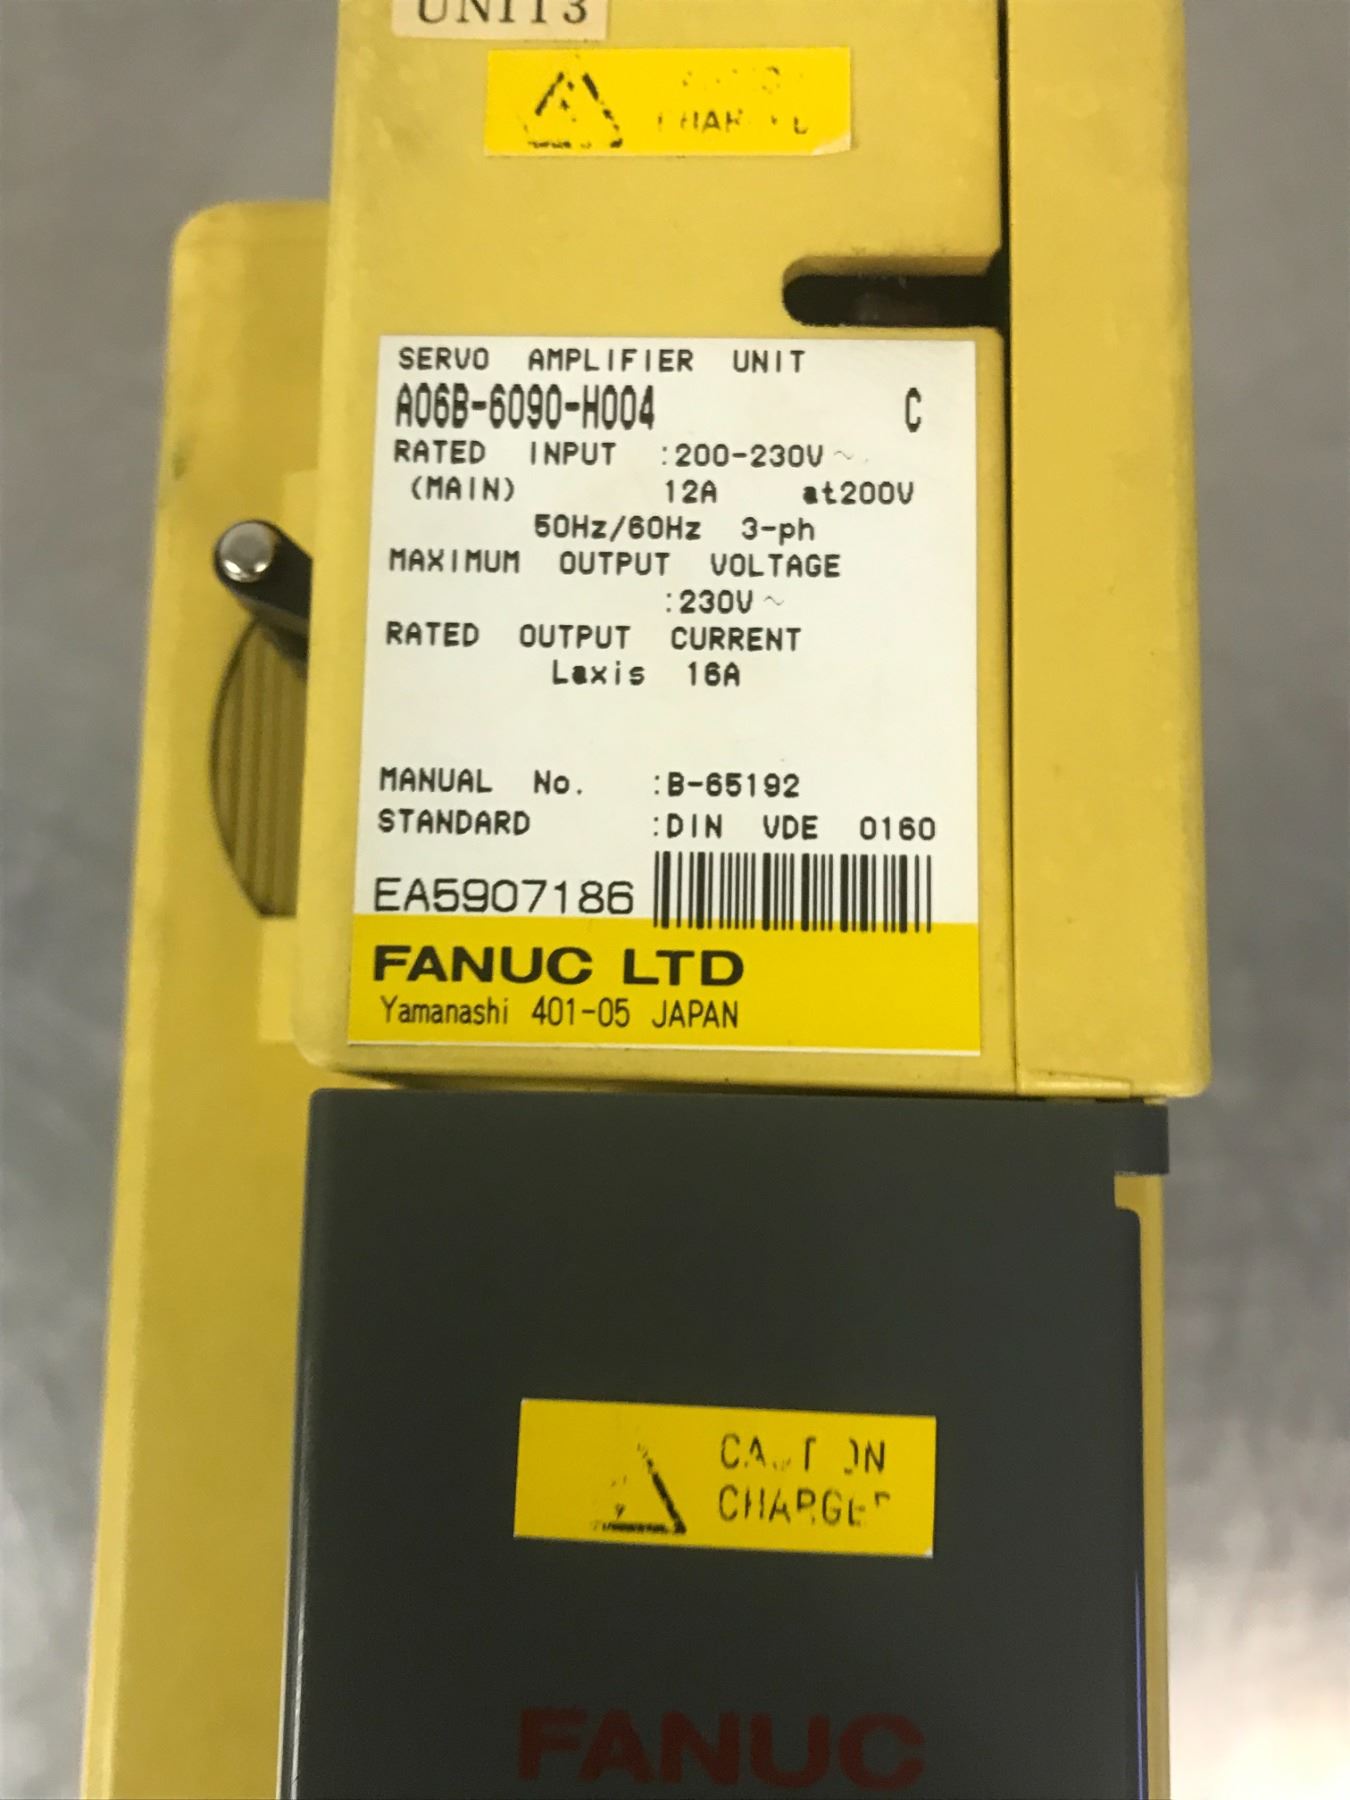 UNIT3
SERVO AMPLIFIER UNIT
A06B-6090-H004 C
RATED INPUT :200-230V~
(MAIN) 12A at200V
50Hz/60Hz 3-ph
MAXIMUM OUTPUT VOLTAGE
:230V~
RATED OUTPUT CURRENT
Laxis 16A
MANUAL No. :B-65192
STANDARD :DIN VDE 0160
EA5907186
FANUC LTD
Yamanashi 401-05 JAPAN
CAUTION
CHARGED
FANUC